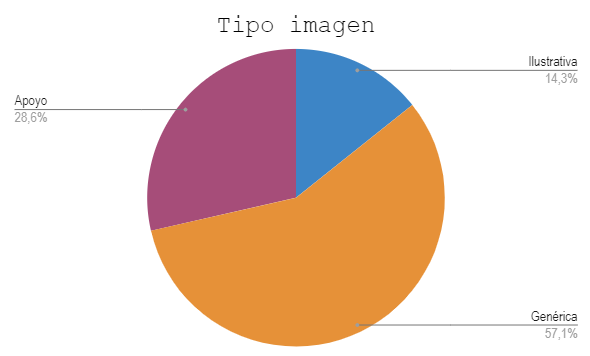 Tipo imagen
Ilustrativa
14,3%
Apoyo
28,6%
Genérica
57,1%